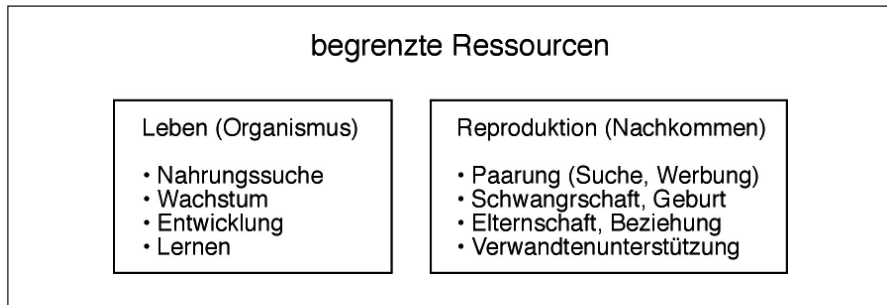 begrenzte Ressourcen
Leben (Organismus)
• Nahrungssuche
• Wachstum
• Entwicklung
• Lernen
Reproduktion (Nachkommen)
• Paarung (Suche, Werbung)
• Schwangrschaft, Geburt
• Elternschaft, Beziehung
• Verwandtenunterstützung